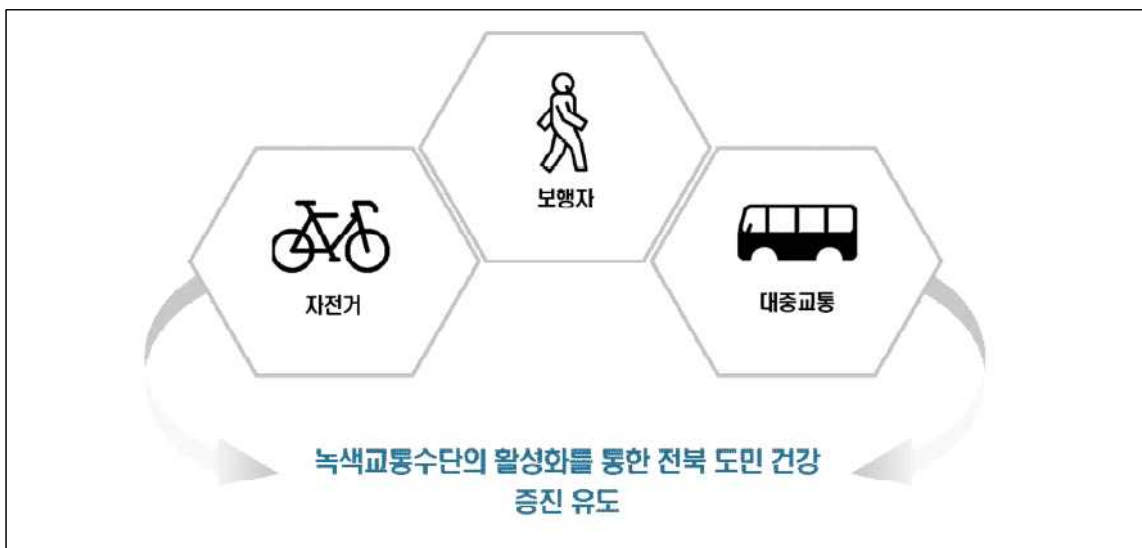 보행자
자전거
대중교통
녹색교통수단의 활성화를 통한 전북 도민 건강
증진 유도